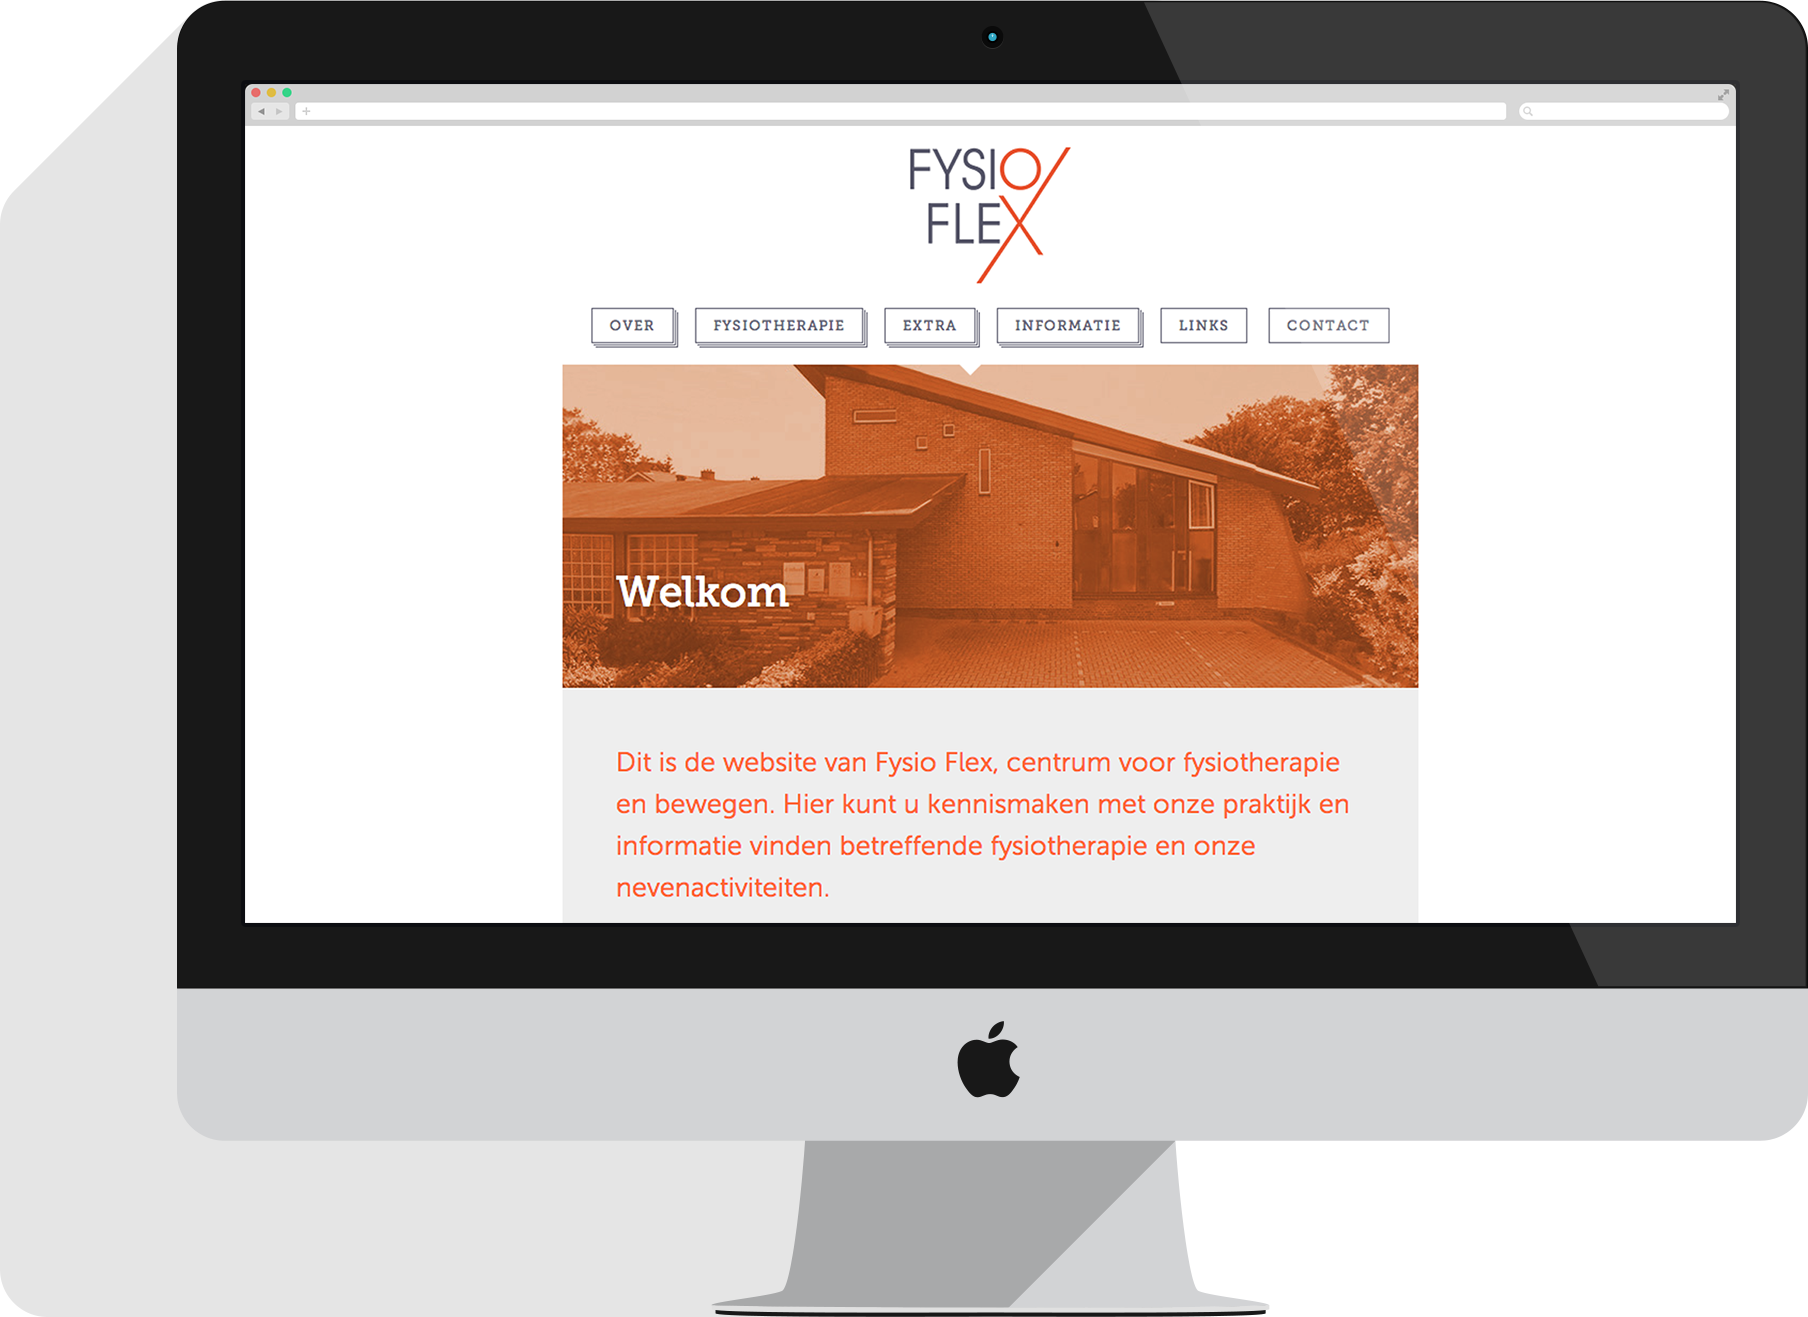 FYSIO
FLEX
OVER
FYSIOTHERAPIE
EXTRA
INFORMATIE
LINKS
CONTACT
Welkom
Dit is de website van Fysio Flex, centrum voor fysiotherapie
en bewegen. Hier kunt u kennismaken met onze praktijk en
informatie vinden betreffende fysiotherapie en onze
nevenactiviteiten.